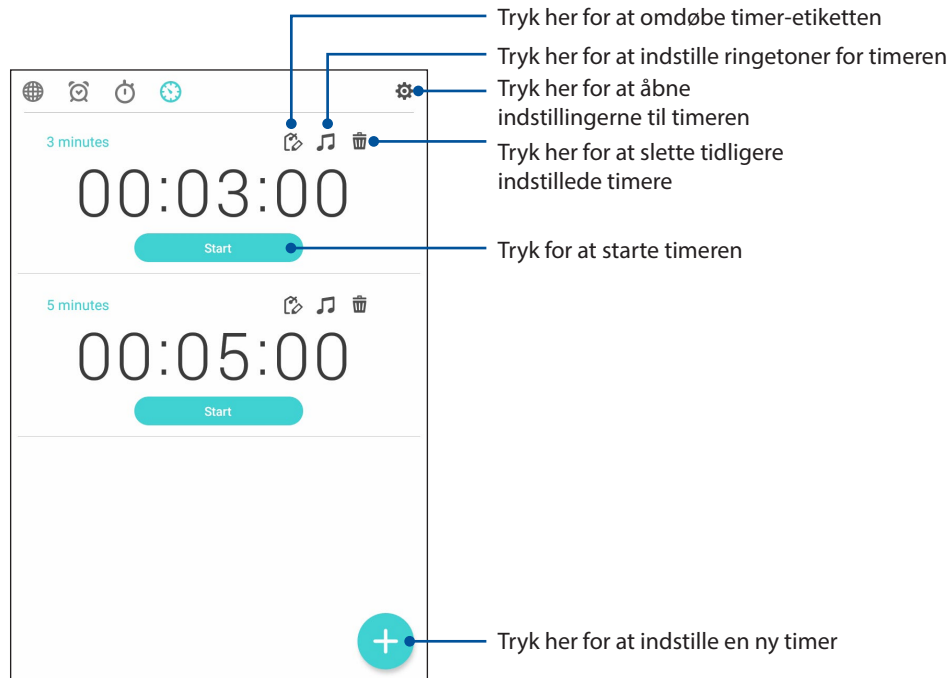 Tryk her for at omdøbe timer-etiketten
Tryk her for at indstille ringetoner for timeren
Tryk her for at åbne
indstillingerne til timeren
Tryk her for at slette tidligere
indstillede timere
3 minutes
00:03:00
Start
Tryk for at starte timeren
5 minutes
00:05:00
Start
Tryk her for at indstille en ny timer